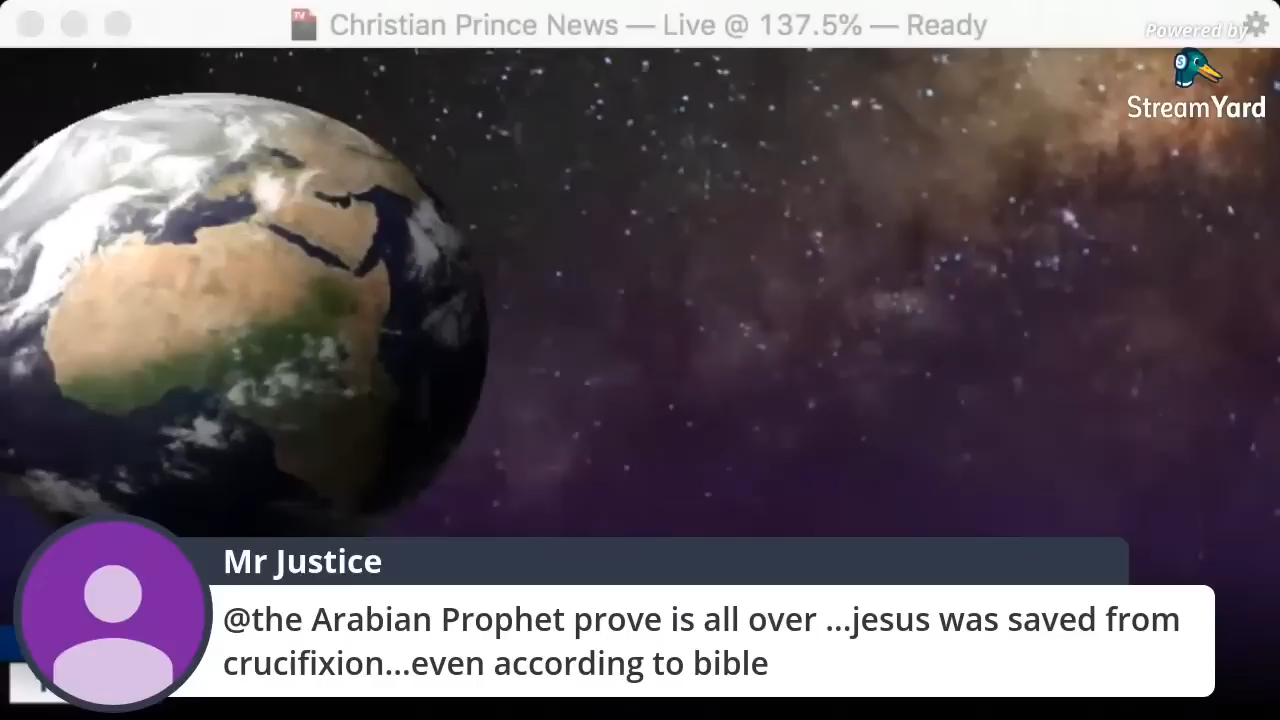 Christian Prince News — Live @ 137.5% — Ready
Powered by
StreamYard
Mr Justice
@the Arabian Prophet prove is all over ...jesus was saved from
crucifixion...even according to bible